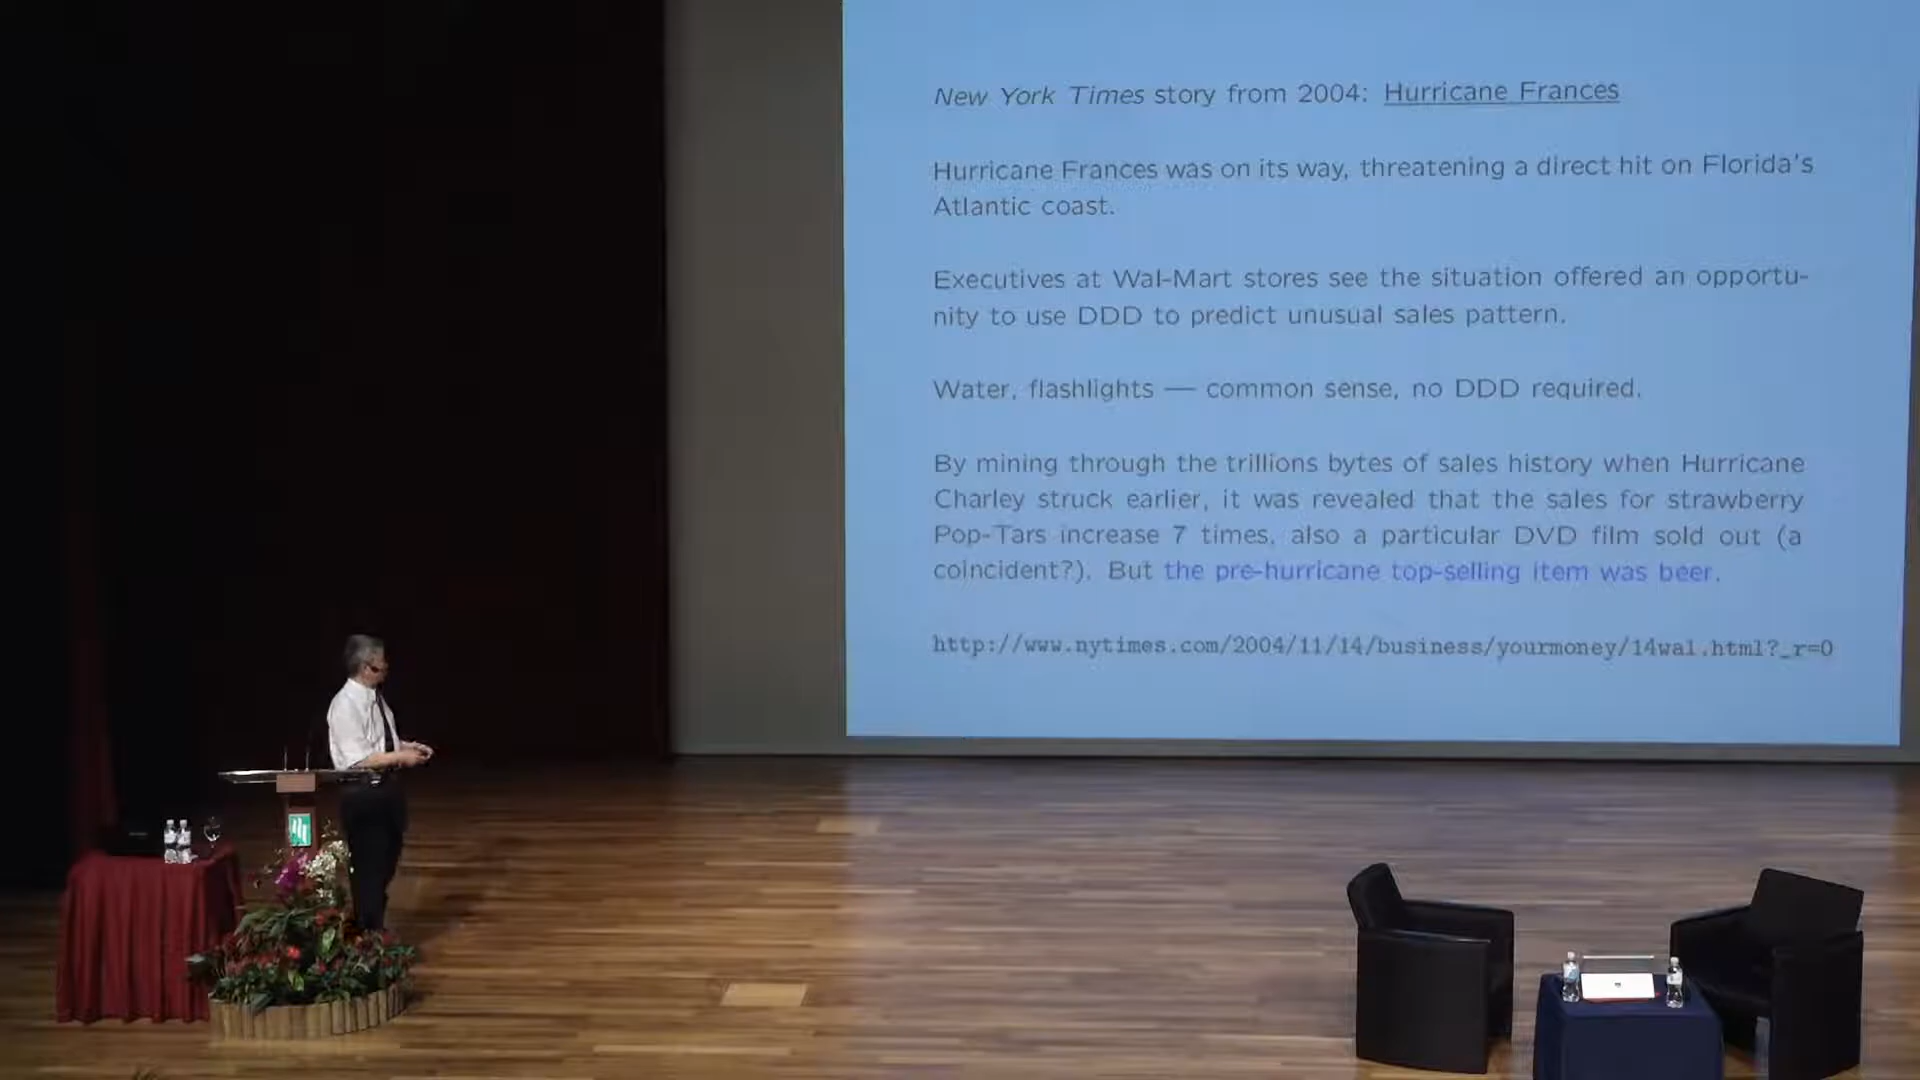 New York Times story from 2004: Hurricane Frances
Hurricane Frances was on its way, threatening a direct hit on Florida's
Atlantic coast.
Executives at Wal-Mart stores see the situation offered an opportu-
nity to use DDD to predict unusual sales pattern.
Water, flashlights — common sense, no DDD required.
By mining through the trillions bytes of sales history when Hurricane
Charley struck earlier, it was revealed that the sales for strawberry
Pop-Tars increase 7 times, also a particular DVD film sold out (a
coincident?). But the pre-hurricane top-selling item was beer.
http://www.nytimes.com/2004/11/14/business/yourmoney/14wal.html?_r=0